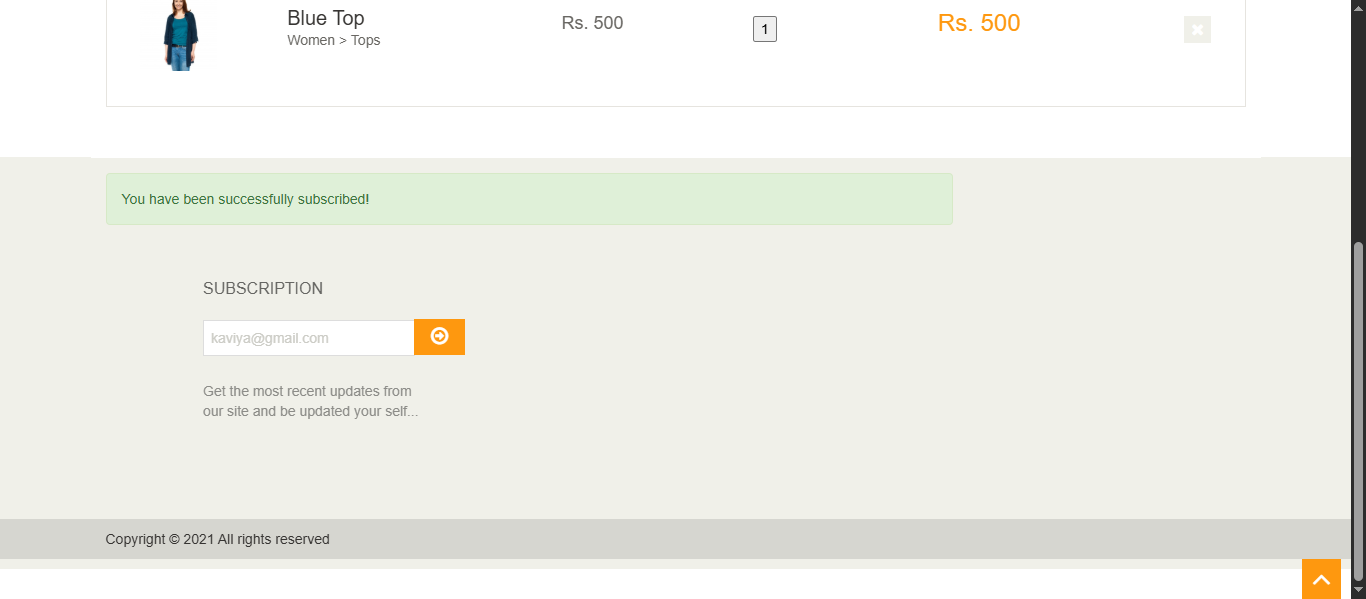 Blue Top
Women > Tops
Rs. 500
1
Rs. 500
You have been successfully subscribed!
SUBSCRIPTION
kaviya@gmail.com
Get the most recent updates from
our site and be updated your self...
Copyright © 2021 All rights reserved